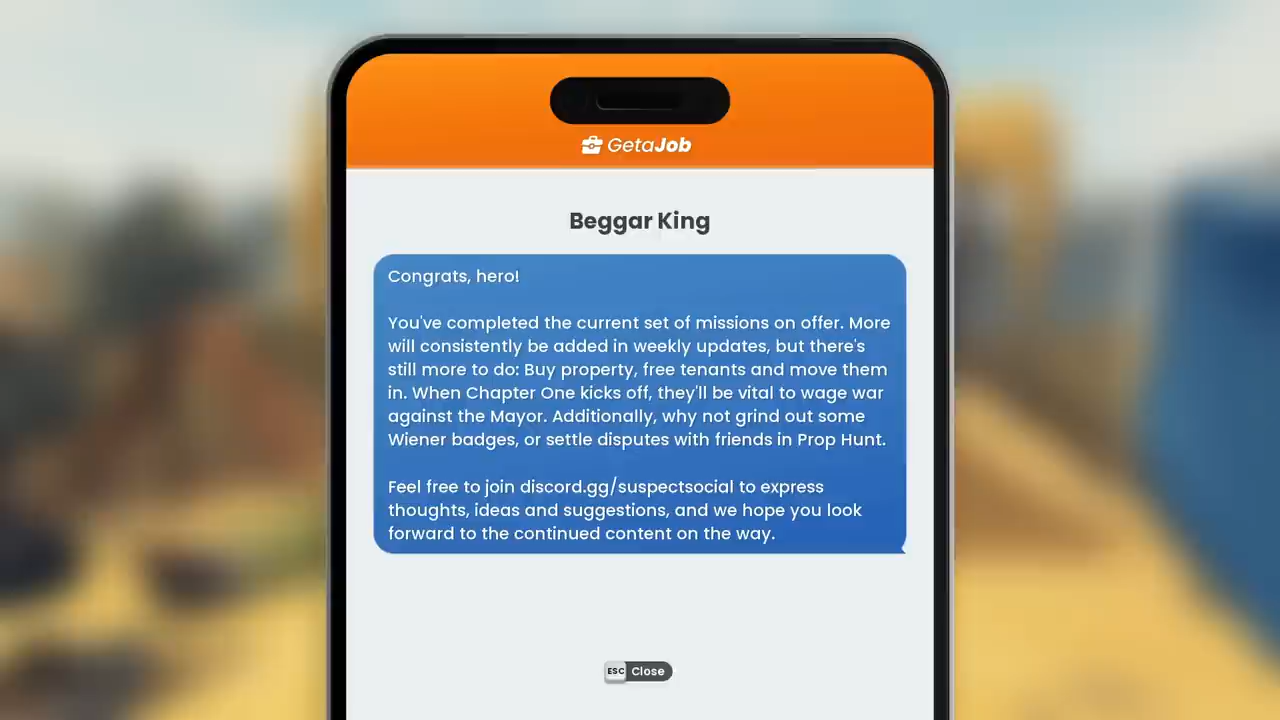 GetaJob
Beggar King
Congrats, hero!
You've completed the current set of missions on offer. More
will consistently be added in weekly updates, but there's
still more to do: Buy property, free tenants and move them
in. When Chapter One kicks off, they'll be vital to wage war
against the Mayor. Additionally, why not grind out some
Wiener badges, or settle disputes with friends in Prop Hunt.
Feel free to join discord.gg/suspectsocial to express
thoughts, ideas and suggestions, and we hope you look
forward to the continued content on the way.
ESC Close